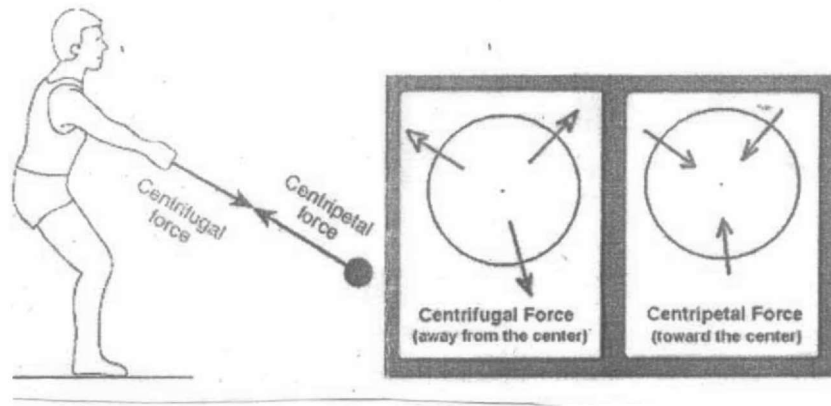 Centrifugal
force
Centripetal
force
Centrifugal Force
(away from the center)
Centripetal Force
(toward the center)